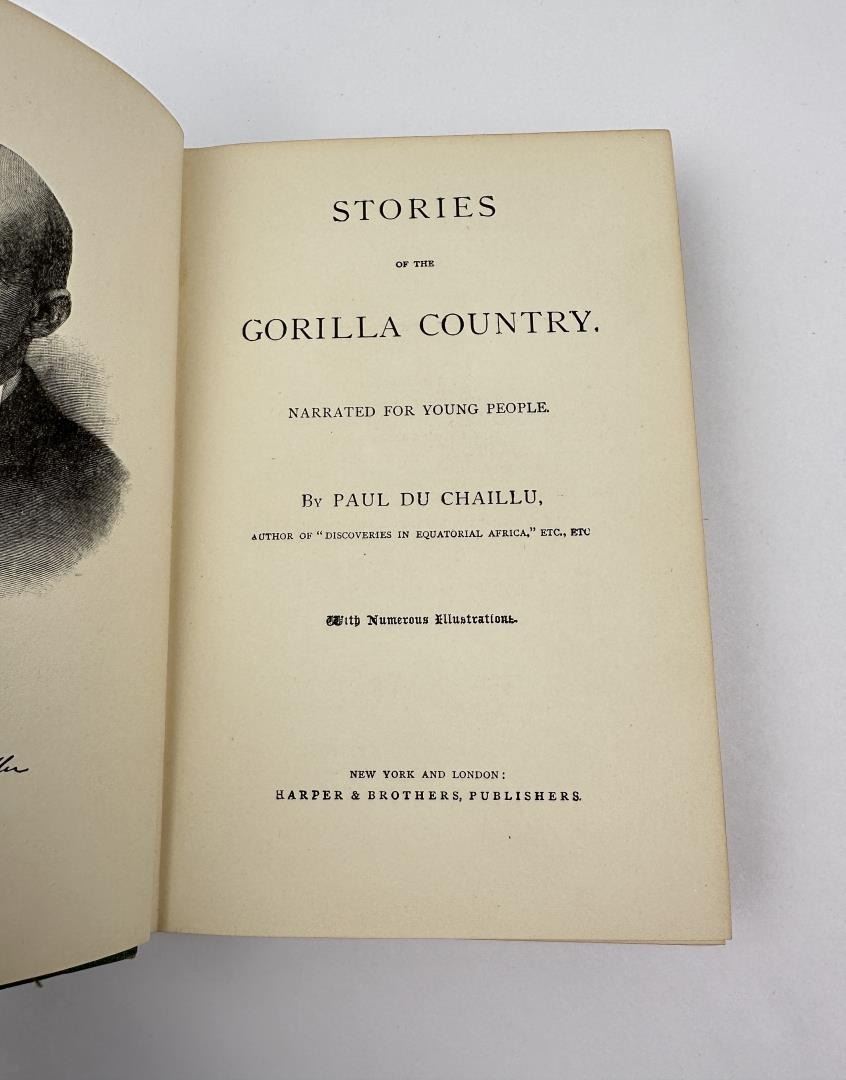 STORIES
OF THE
GORILLA COUNTRY.
NARRATED FOR YOUNG PEOPLE.
BY PAUL DU CHAILLU,
AUTHOR OF "DISCOVERIES IN EQUATORIAL AFRICA," ETC., ETC
With Numerous Illustrations.
NEW YORK AND LONDON:
HARPER & BROTHERS, PUBLISHERS.